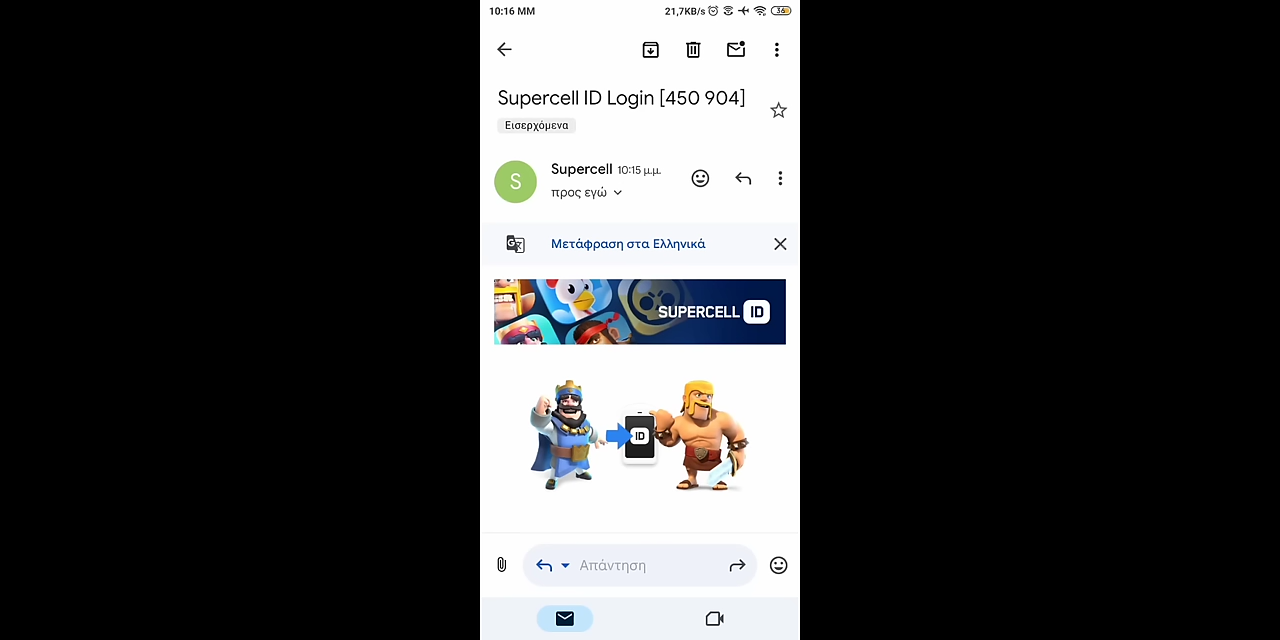 10:16 ΜΜ
21,7KB/s
36
Supercell ID Login [450 904]
Εισερχόμενα
S
Supercell 10:15 μ.μ.
προς εγώ
Μετάφραση στα Ελληνικά
SUPERCELL ID
ID
Απάντηση